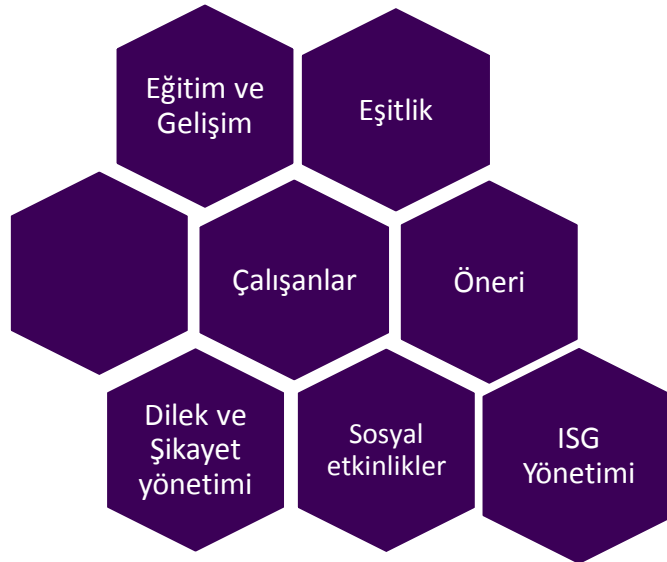 Eğitim ve
Gelişim
Eşitlik
Çalışanlar
Öneri
Dilek ve
Şikayet
yönetimi
Sosyal
etkinlikler
ISG
Yönetimi